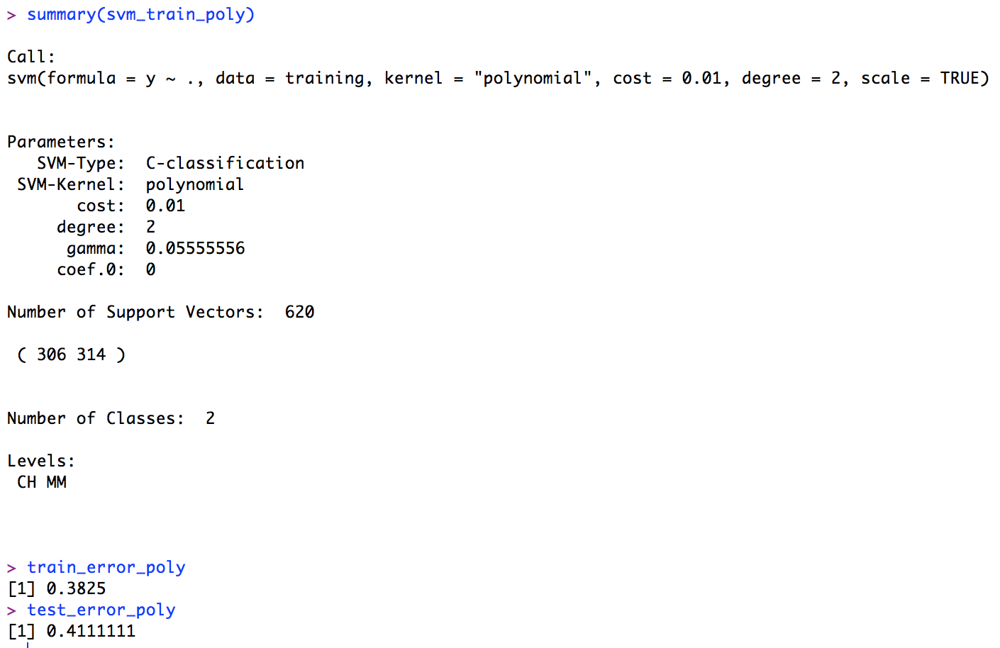 > summary(svm_train_poly)
Call:
svm(formula = y ~ ., data = training, kernel = "polynomial", cost = 0.01, degree = 2, scale = TRUE)
Parameters:
   SVM-Type:  C-classification
 SVM-Kernel:  polynomial
       cost:  0.01
     degree:  2
      gamma:  0.05555556
     coef.0:  0
Number of Support Vectors:  620
 ( 306 314 )
Number of Classes:  2
Levels:
 CH MM
> train_error_poly
[1] 0.3825
> test_error_poly
[1] 0.4111111